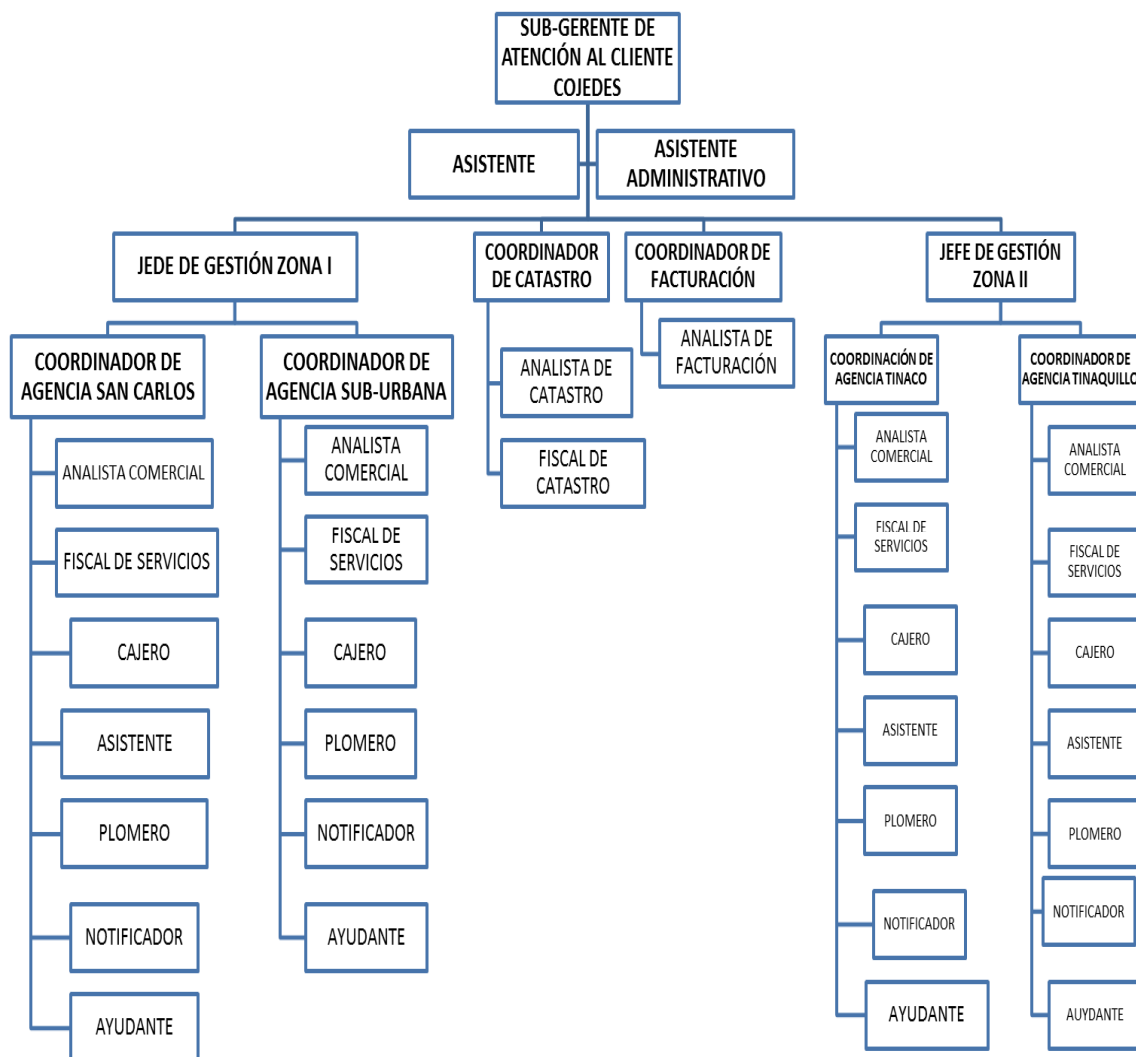 SUB-GERENTE DE
ATENCIÓN AL CLIENTE
COJEDES
ASISTENTE
ASISTENTE
ADMINISTRATIVO
JEDE DE GESTIÓN ZONA I
COORDINADOR
DE CATASTRO
COORDINADOR DE
FACTURACIÓN
JEFE DE GESTIÓN
ZONA II
COORDINADOR DE
AGENCIA SAN CARLOS
ANALISTA COMERCIAL
FISCAL DE SERVICIOS
CAJERO
ASISTENTE
PLOMERO
NOTIFICADOR
AYUDANTE
COORDINADOR DE
AGENCIA SUB-URBANA
ANALISTA
COMERCIAL
FISCAL DE
SERVICIOS
CAJERO
PLOMERO
NOTIFICADOR
AYUDANTE
ANALISTA DE
CATASTRO
FISCAL DE
CATASTRO
ANALISTA DE
FACTURACIÓN
COORDINACIÓN DE
AGENCIA TINACO
ANALISTA
COMERCIAL
FISCAL DE
SERVICIOS
CAJERO
ASISTENTE
PLOMERO
NOTIFICADOR
AYUDANTE
COORDINADOR DE
AGENCIA TINAQUILLO
ANALISTA
COMERCIAL
FISCAL DE
SERVICIOS
CAJERO
ASISTENTE
PLOMERO
NOTIFICADOR
AUYDANTE